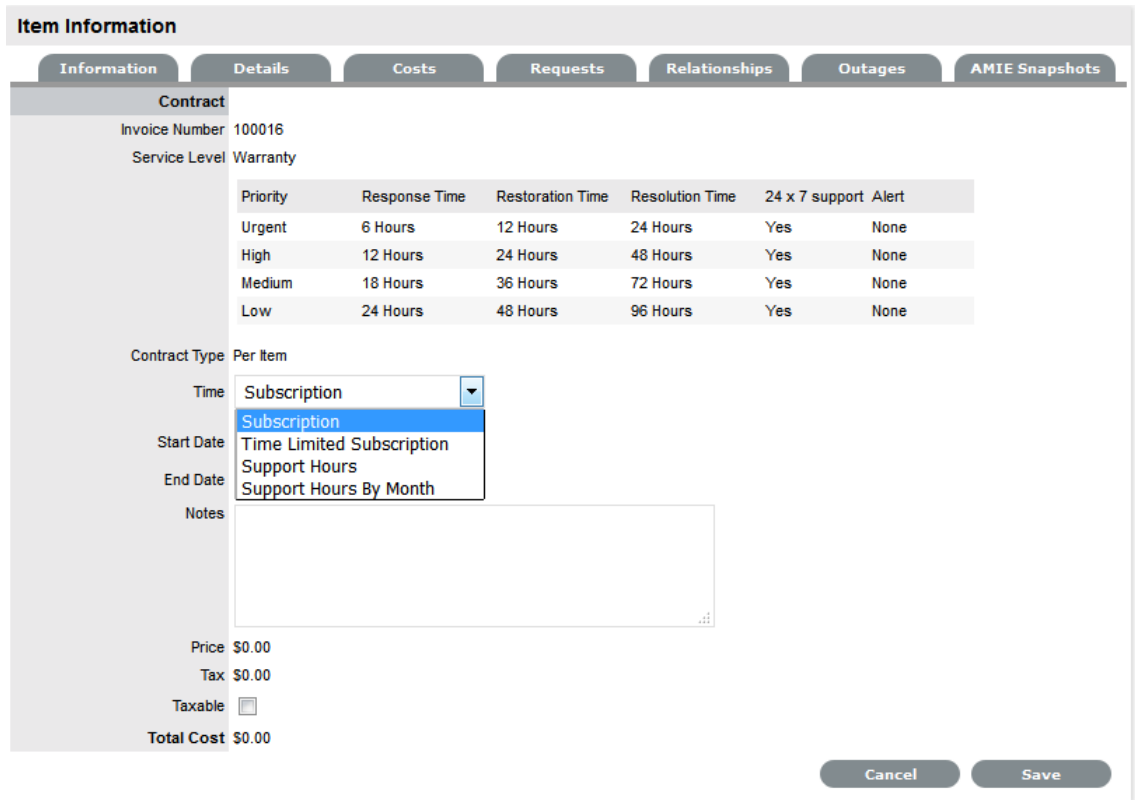 Item Information
Information Details Costs Requests Relationships Outages AMIE Snapshots
Contract
Invoice Number 100016
Service Level Warranty
Priority Response Time Restoration Time Resolution Time 24 x 7 support Alert
Urgent 6 Hours 12 Hours 24 Hours Yes None
High 12 Hours 24 Hours 48 Hours Yes None
Medium 18 Hours 36 Hours 72 Hours Yes None
Low 24 Hours 48 Hours 96 Hours Yes None
Contract Type Per Item
Time Subscription
Subscription
Start Date Time Limited Subscription
Support Hours
End Date Support Hours By Month
Notes
Price $0.00
Tax $0.00
Taxable
Total Cost $0.00
Cancel Save